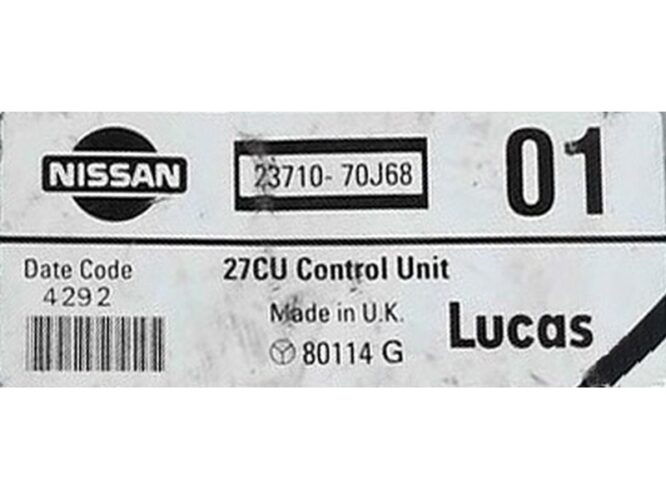 NISSAN
23710- 70J68
01
Date Code
4292
27CU Control Unit
Made in U.K.
80114 G
Lucas